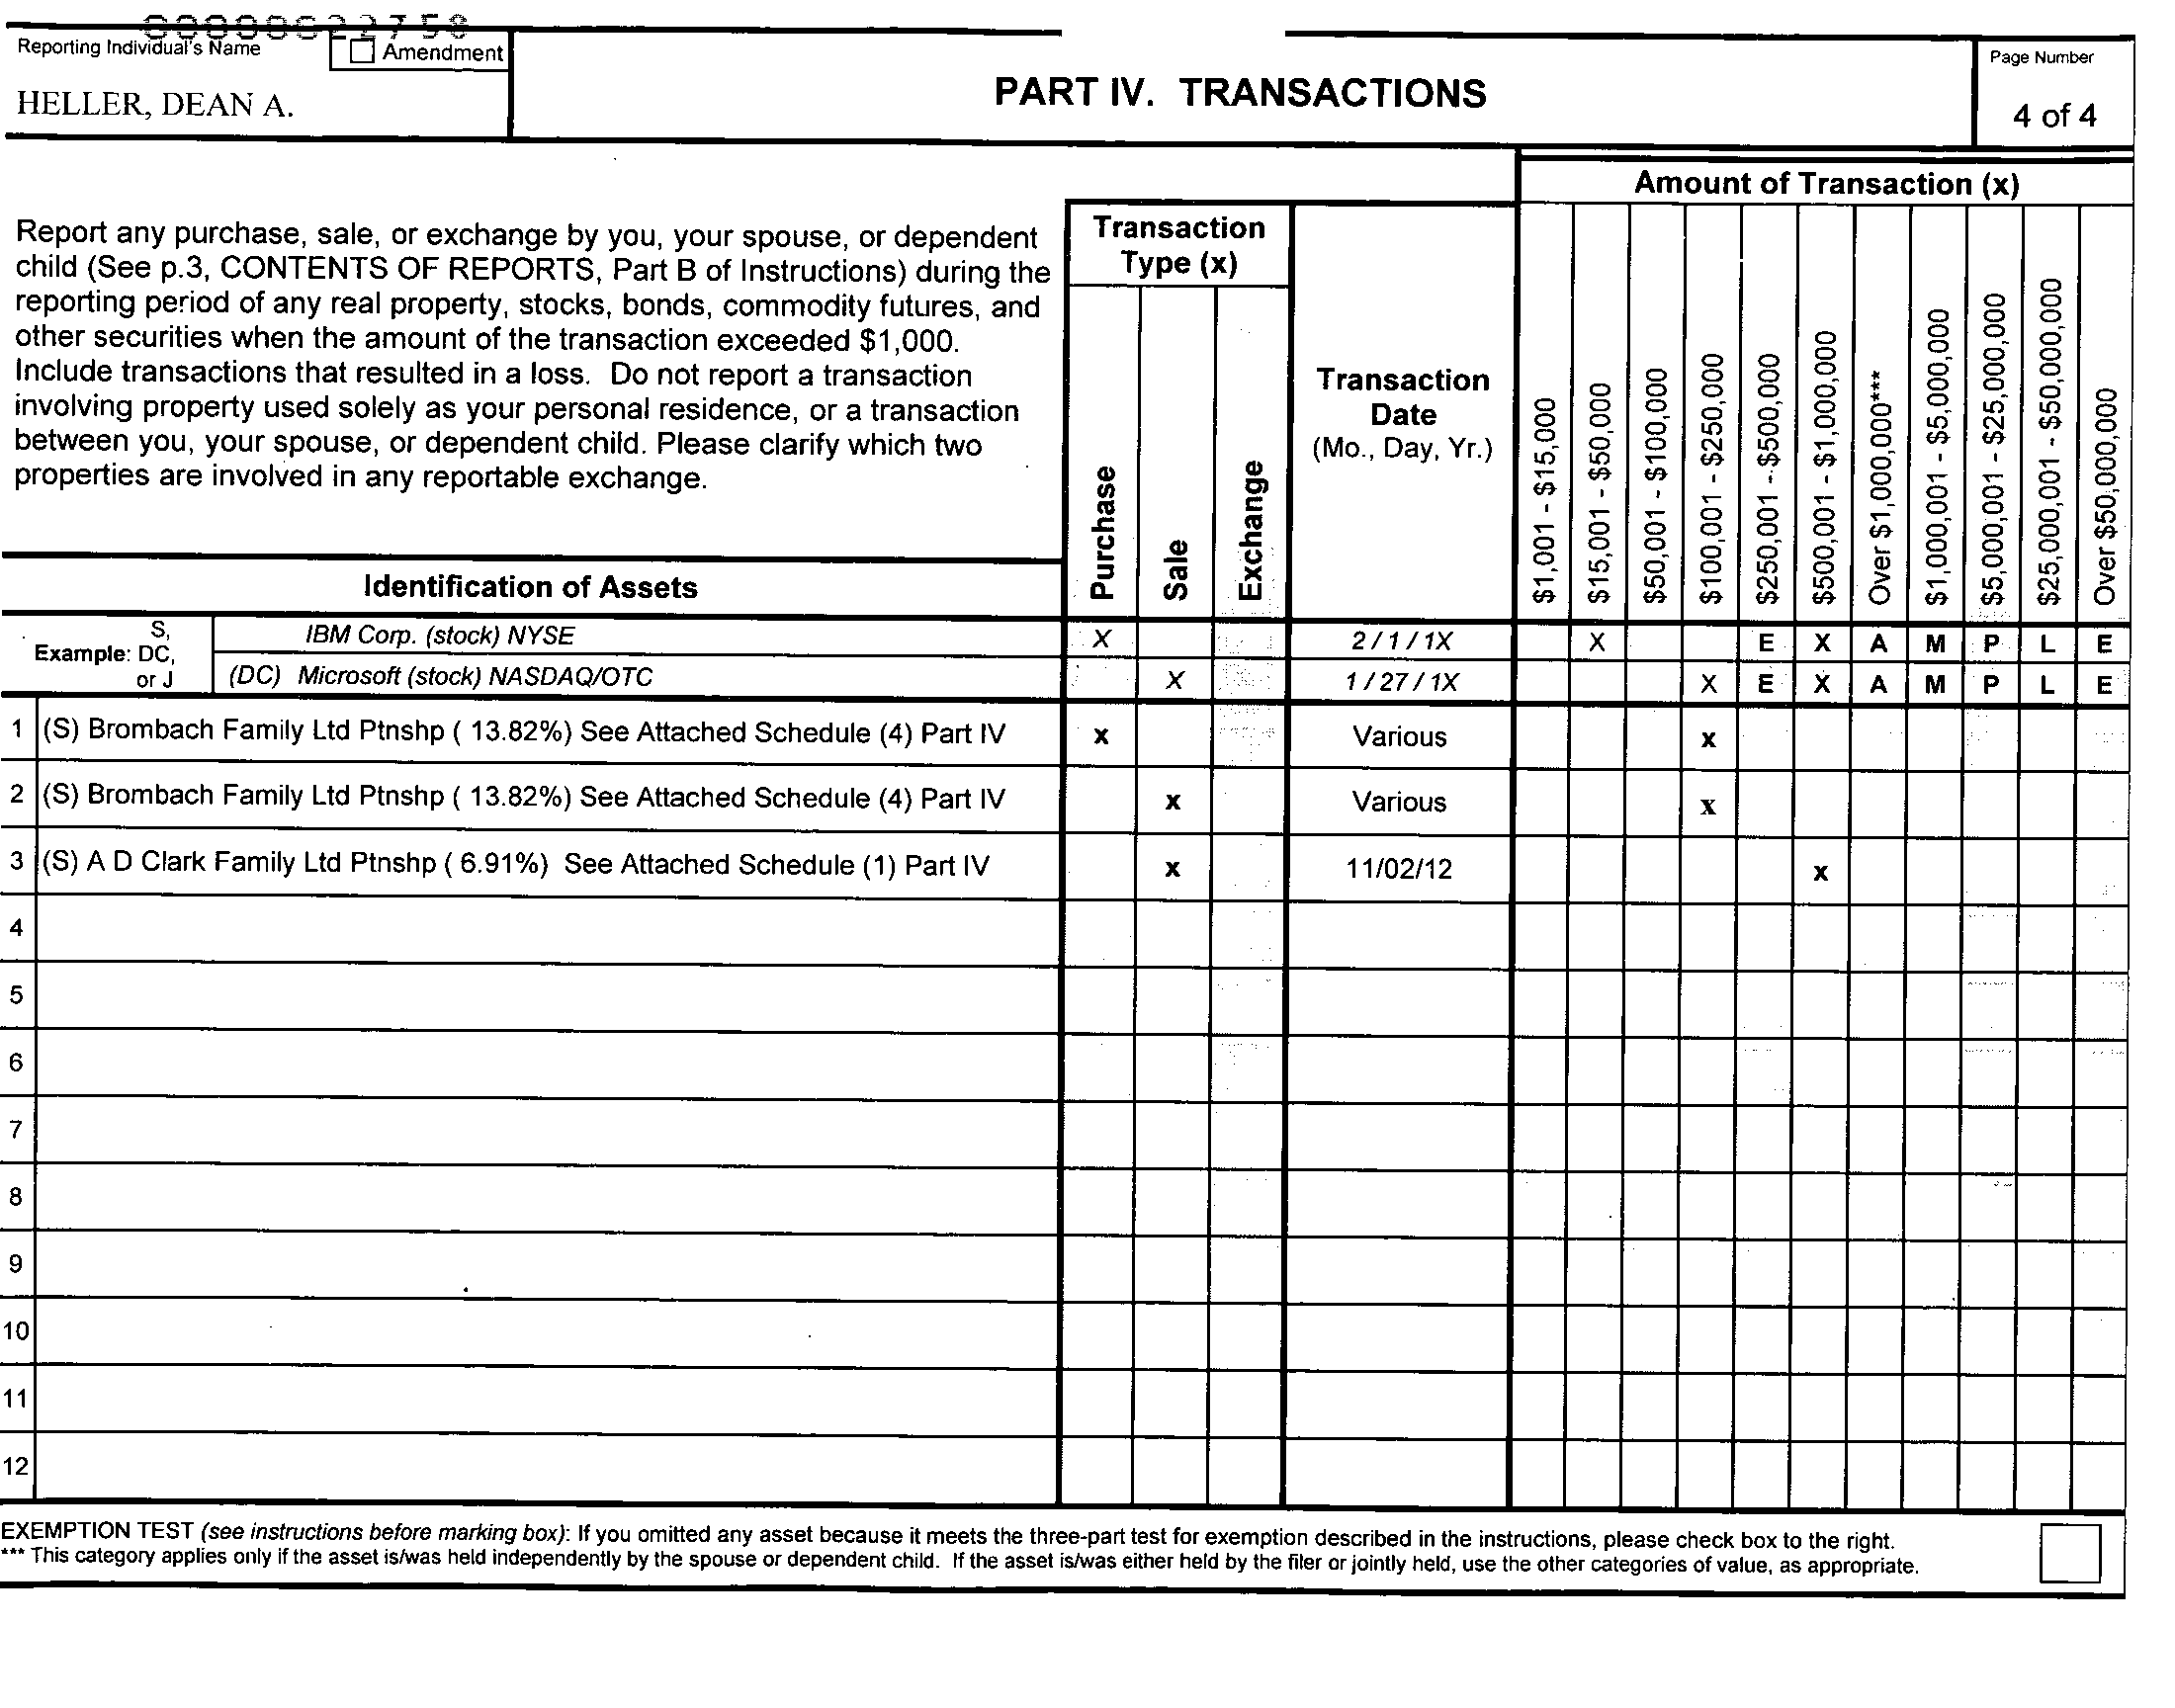 Reporting Individual's Name
☐ Amendment
HELLER, DEAN A.
PART IV. TRANSACTIONS
Page Number
4 of 4
Report any purchase, sale, or exchange by you, your spouse, or dependent
child (See p.3, CONTENTS OF REPORTS, Part B of Instructions) during the
reporting period of any real property, stocks, bonds, commodity futures, and
other securities when the amount of the transaction exceeded $1,000.
Include transactions that resulted in a loss. Do not report a transaction
involving property used solely as your personal residence, or a transaction
between you, your spouse, or dependent child. Please clarify which two
properties are involved in any reportable exchange.
Identification of Assets
Transaction
Type (x)
Purchase
Sale
Exchange
Transaction
Date
(Mo., Day, Yr.)
Amount of Transaction (x)
$1,001 - $15,000
$15,001 - $50,000
$50,001 - $100,000
$100,001 - $250,000
$250,001 - $500,000
$500,001 - $1,000,000
Over $1,000,000***
$1,000,001 - $5,000,000
$5,000,001 - $25,000,000
$25,000,001 - $50,000,000
Over $50,000,000
Example: S, DC, or J
IBM Corp. (stock) NYSE X 2 / 1 / 1X X E X A M P L E
(DC) Microsoft (stock) NASDAQ/OTC X 1 / 27 / 1X X E X A M P L E
1 (S) Brombach Family Ltd Ptnshp ( 13.82%) See Attached Schedule (4) Part IV x Various x
2 (S) Brombach Family Ltd Ptnshp ( 13.82%) See Attached Schedule (4) Part IV x Various x
3 (S) A D Clark Family Ltd Ptnshp ( 6.91%) See Attached Schedule (1) Part IV x 11/02/12 x
4
5
6
7
8
9
10
11
12
EXEMPTION TEST (see instructions before marking box): If you omitted any asset because it meets the three-part test for exemption described in the instructions, please check box to the right.
*** This category applies only if the asset is/was held independently by the spouse or dependent child. If the asset is/was either held by the filer or jointly held, use the other categories of value, as appropriate.